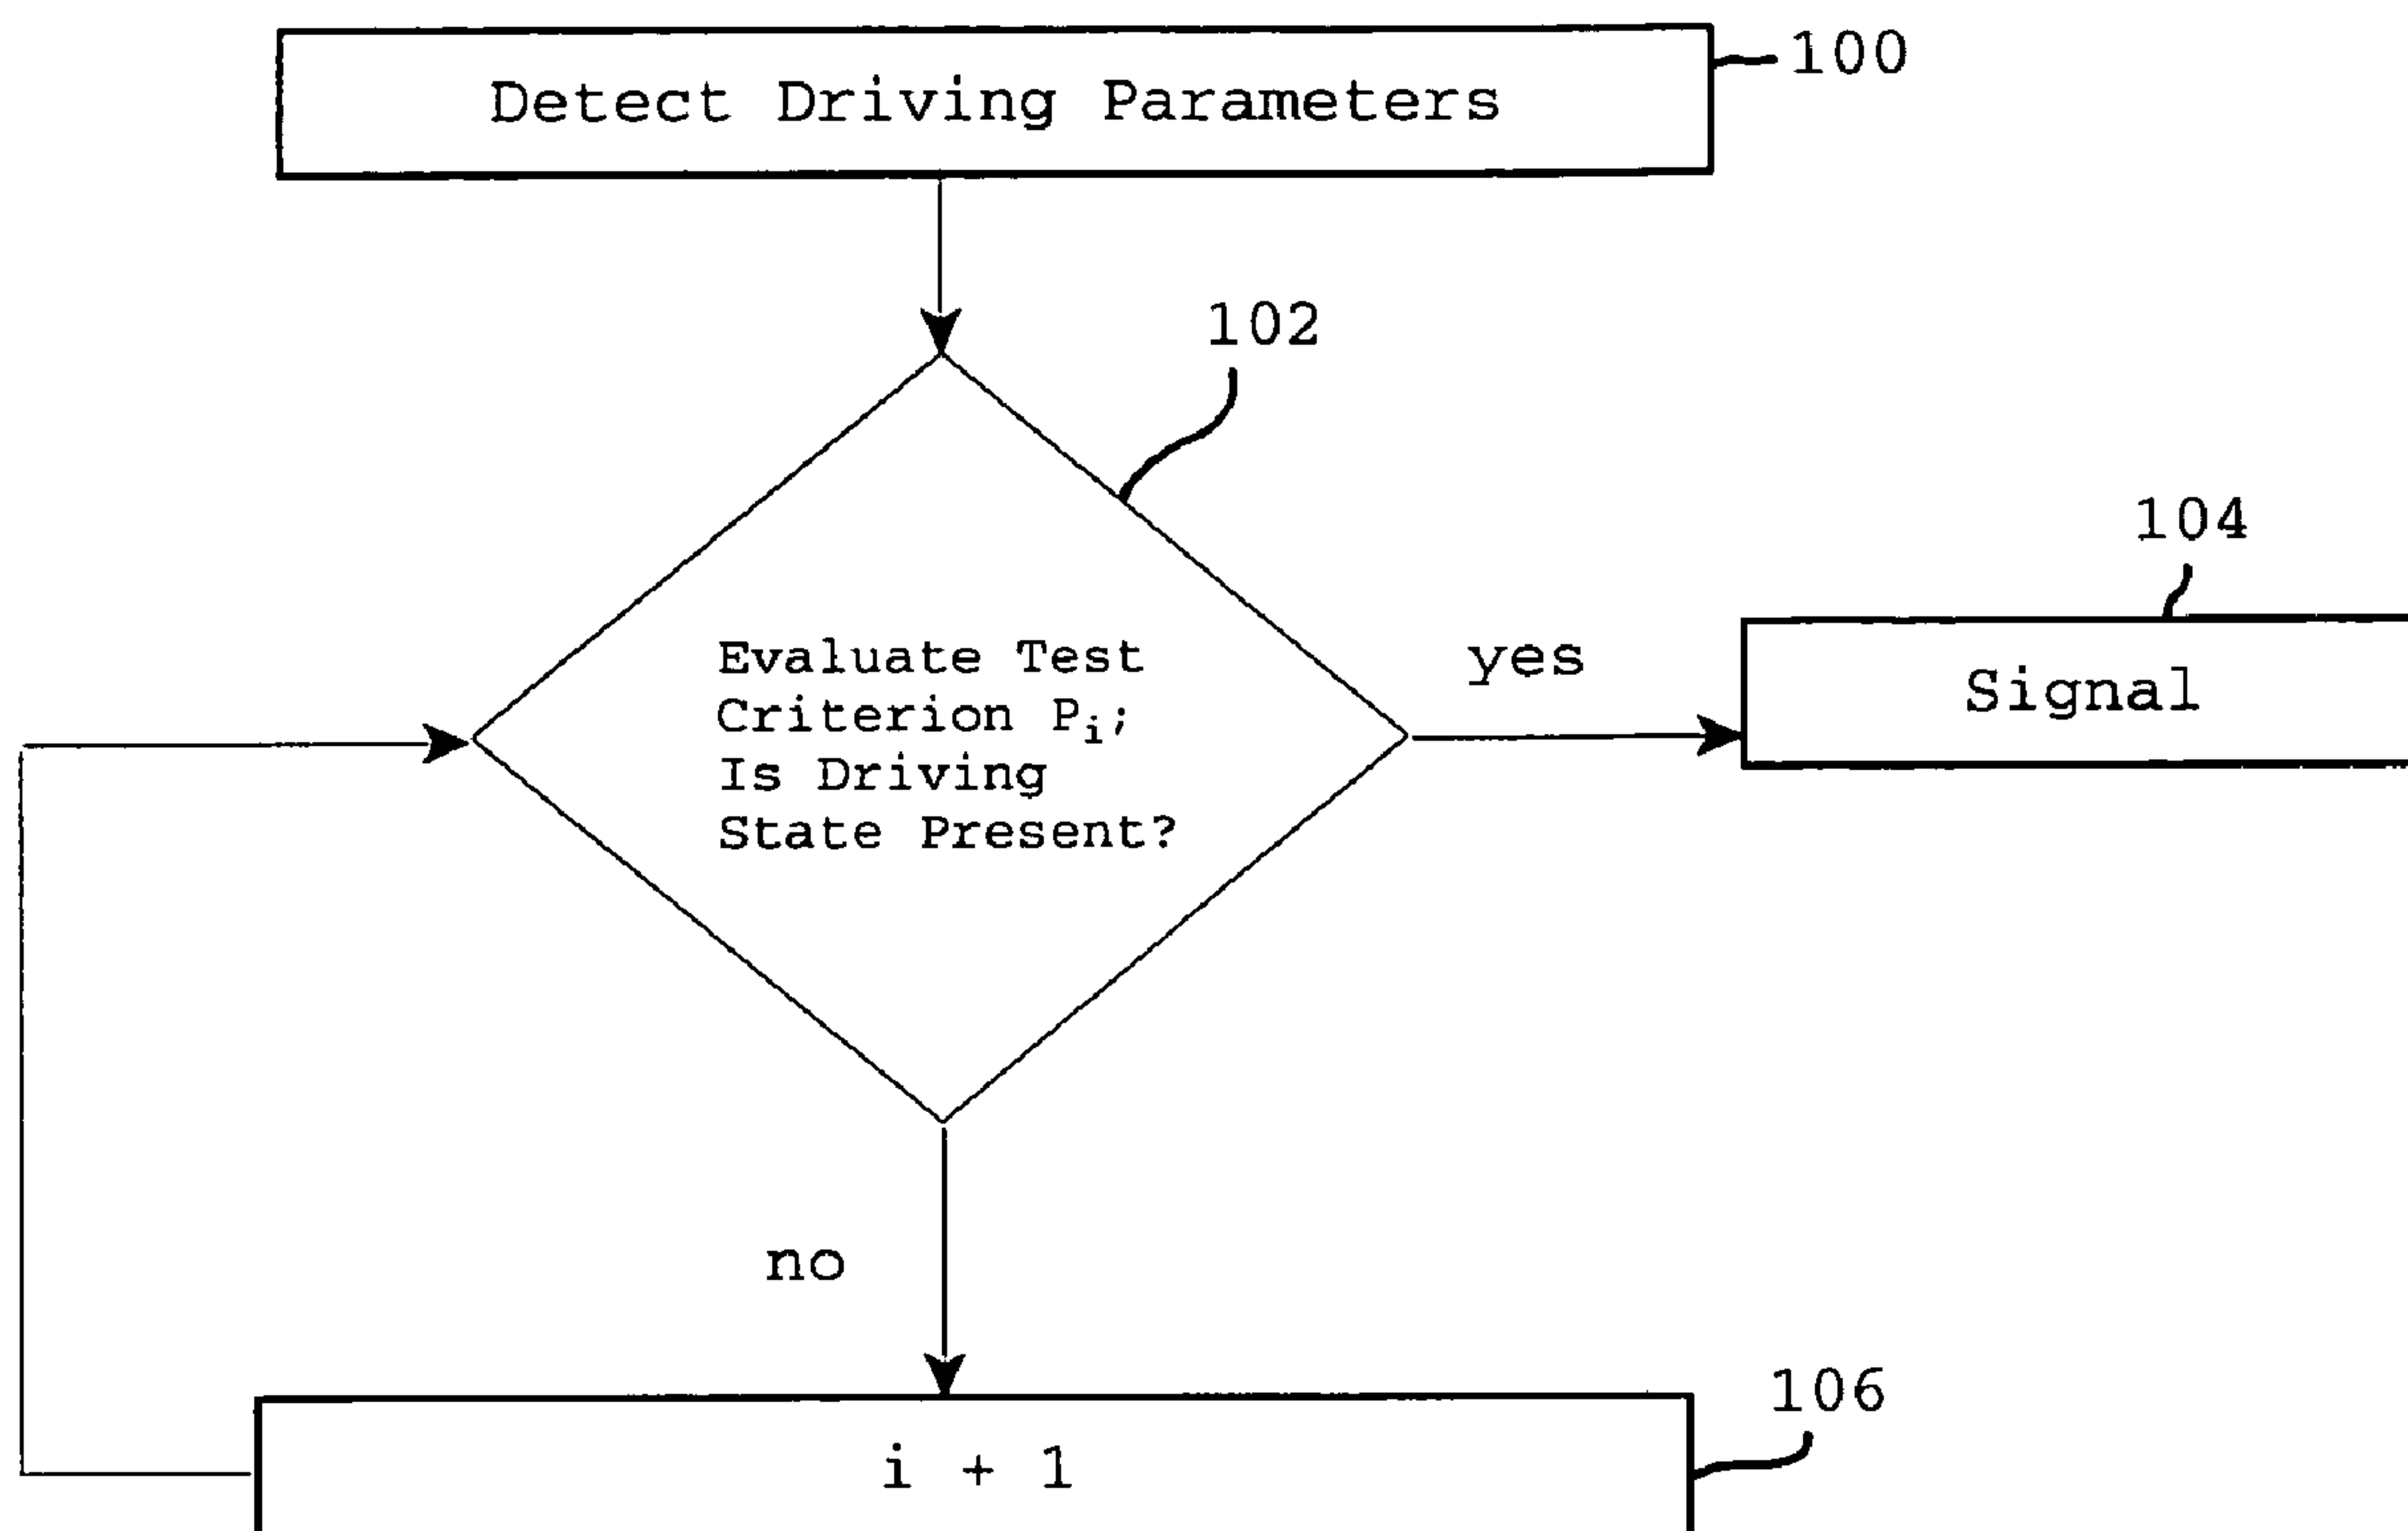 100
Detect Driving Parameters
102
104
Evaluate Test
Criterion Pi;
Is Driving
State Present?
yes
Signal
no
106
i + 1